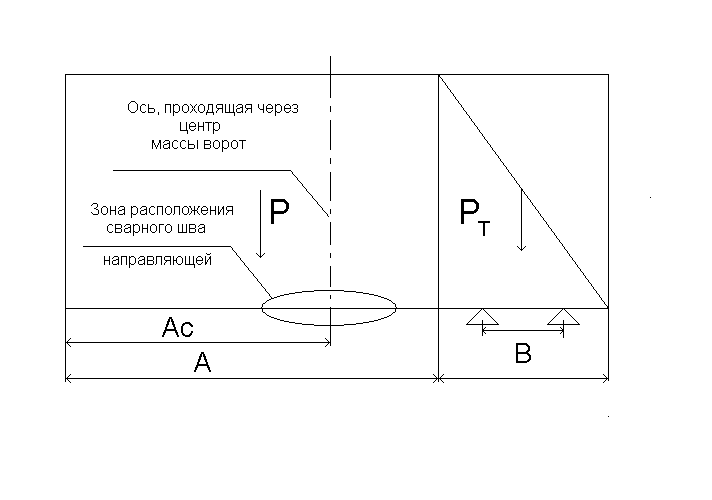 Ось, проходящая через
центр
массы ворот
Зона расположения
сварного шва
направляющей
P
PТ
Ac
A
B